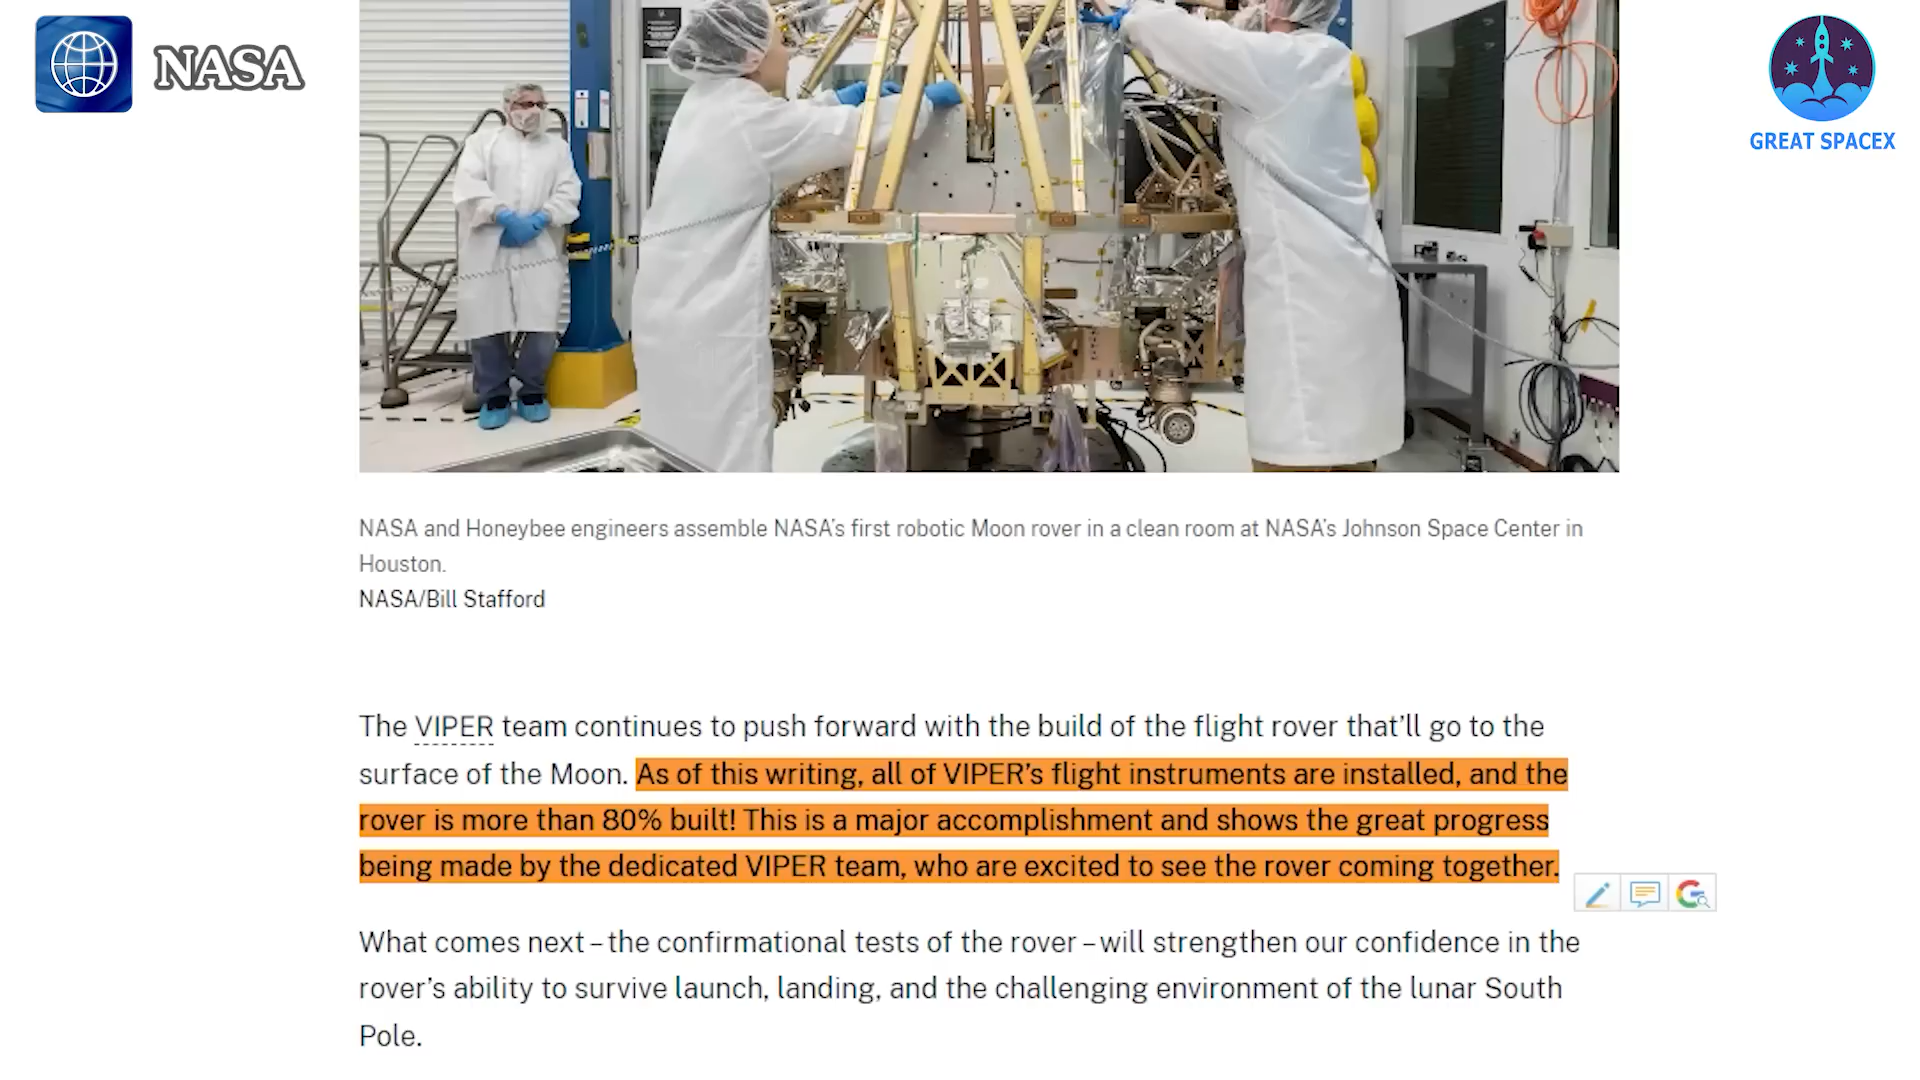 NASA
GREAT SPACEX
NASA and Honeybee engineers assemble NASA's first robotic Moon rover in a clean room at NASA's Johnson Space Center in
Houston.
NASA/Bill Stafford
The VIPER team continues to push forward with the build of the flight rover that'll go to the
surface of the Moon. As of this writing, all of VIPER's flight instruments are installed, and the
rover is more than 80% built! This is a major accomplishment and shows the great progress
being made by the dedicated VIPER team, who are excited to see the rover coming together.
What comes next – the confirmational tests of the rover – will strengthen our confidence in the
rover's ability to survive launch, landing, and the challenging environment of the lunar South
Pole.